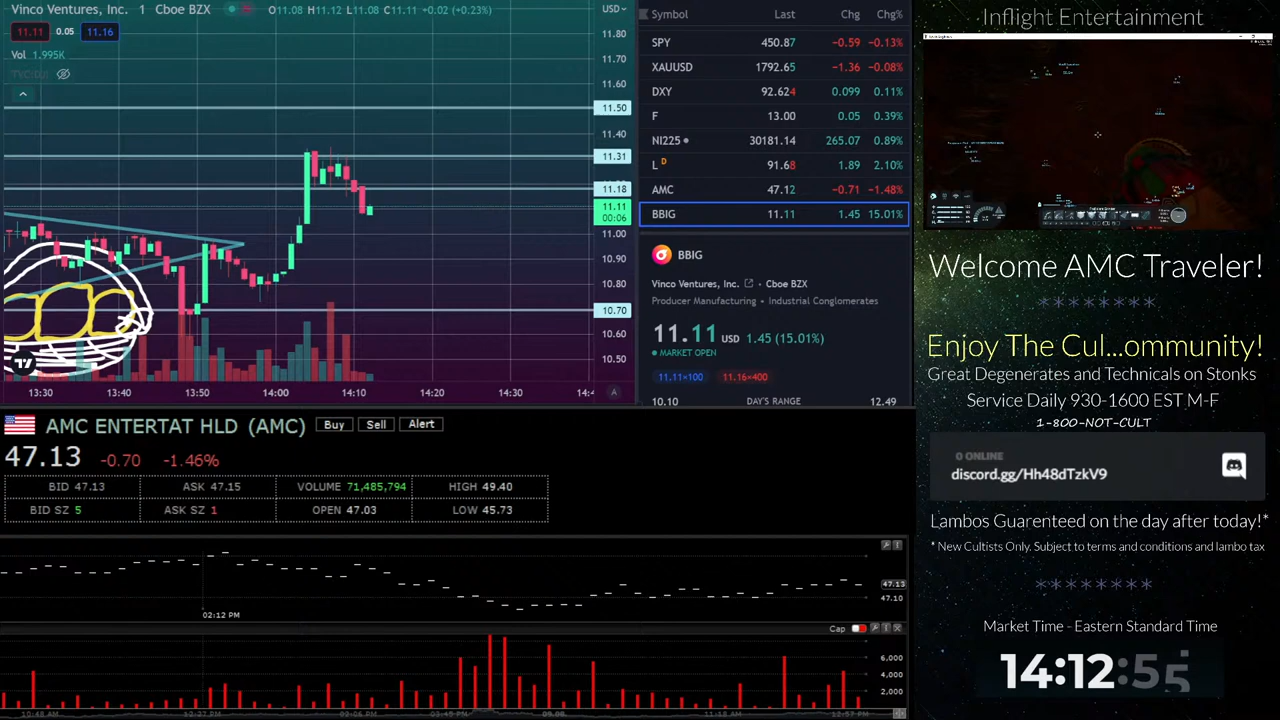 Vinco Ventures, Inc. 1 Cboe BZX O11.08 H11.12 L11.08 C11.11 +0.02 (+0.23%)
USD
11.11 0.05 11.16
Vol 1.995K
11.80
11.70
11.60
11.50
11.40
11.31
11.18
11.11
00:06
11.00
10.90
10.80
10.70
10.60
10.50
13:30 13:40 13:50 14:00 14:10 14:20 14:30 14:4
A
Symbol Last Chg Chg%
SPY 450.87 −0.59 −0.13%
XAUUSD 1792.65 −1.36 −0.08%
DXY 92.624 0.099 0.11%
F 13.00 0.05 0.39%
NI225 30181.14 265.07 0.89%
L D 91.68 1.89 2.10%
AMC 47.12 −0.71 −1.48%
BBIG 11.11 1.45 15.01%
BBIG
Vinco Ventures, Inc. • Cboe BZX
Producer Manufacturing • Industrial Conglomerates
11.11 USD 1.45 (15.01%)
MARKET OPEN
11.11×100 11.16×400
10.10 DAY'S RANGE 12.49
AMC ENTERTAT HLD (AMC) Buy Sell Alert
47.13 -0.70 -1.46%
BID 47.13 ASK 47.15 VOLUME 71,485,794 HIGH 49.40
BID SZ 5 ASK SZ 1 OPEN 47.03 LOW 45.73
47.13
47.10
02:12 PM
Cap
6,000
4,000
2,000
Inflight Entertainment
Welcome AMC Traveler!
********
Enjoy The Cul...ommunity!
Great Degenerates and Technicals on Stonks
Service Daily 930-1600 EST M-F
1-800-NOT-CULT
0 ONLINE
discord.gg/Hh48dTzkV9
Lambos Guarenteed on the day after today!*
* New Cultists Only. Subject to terms and conditions and lambo tax
********
Market Time - Eastern Standard Time
14:12:55